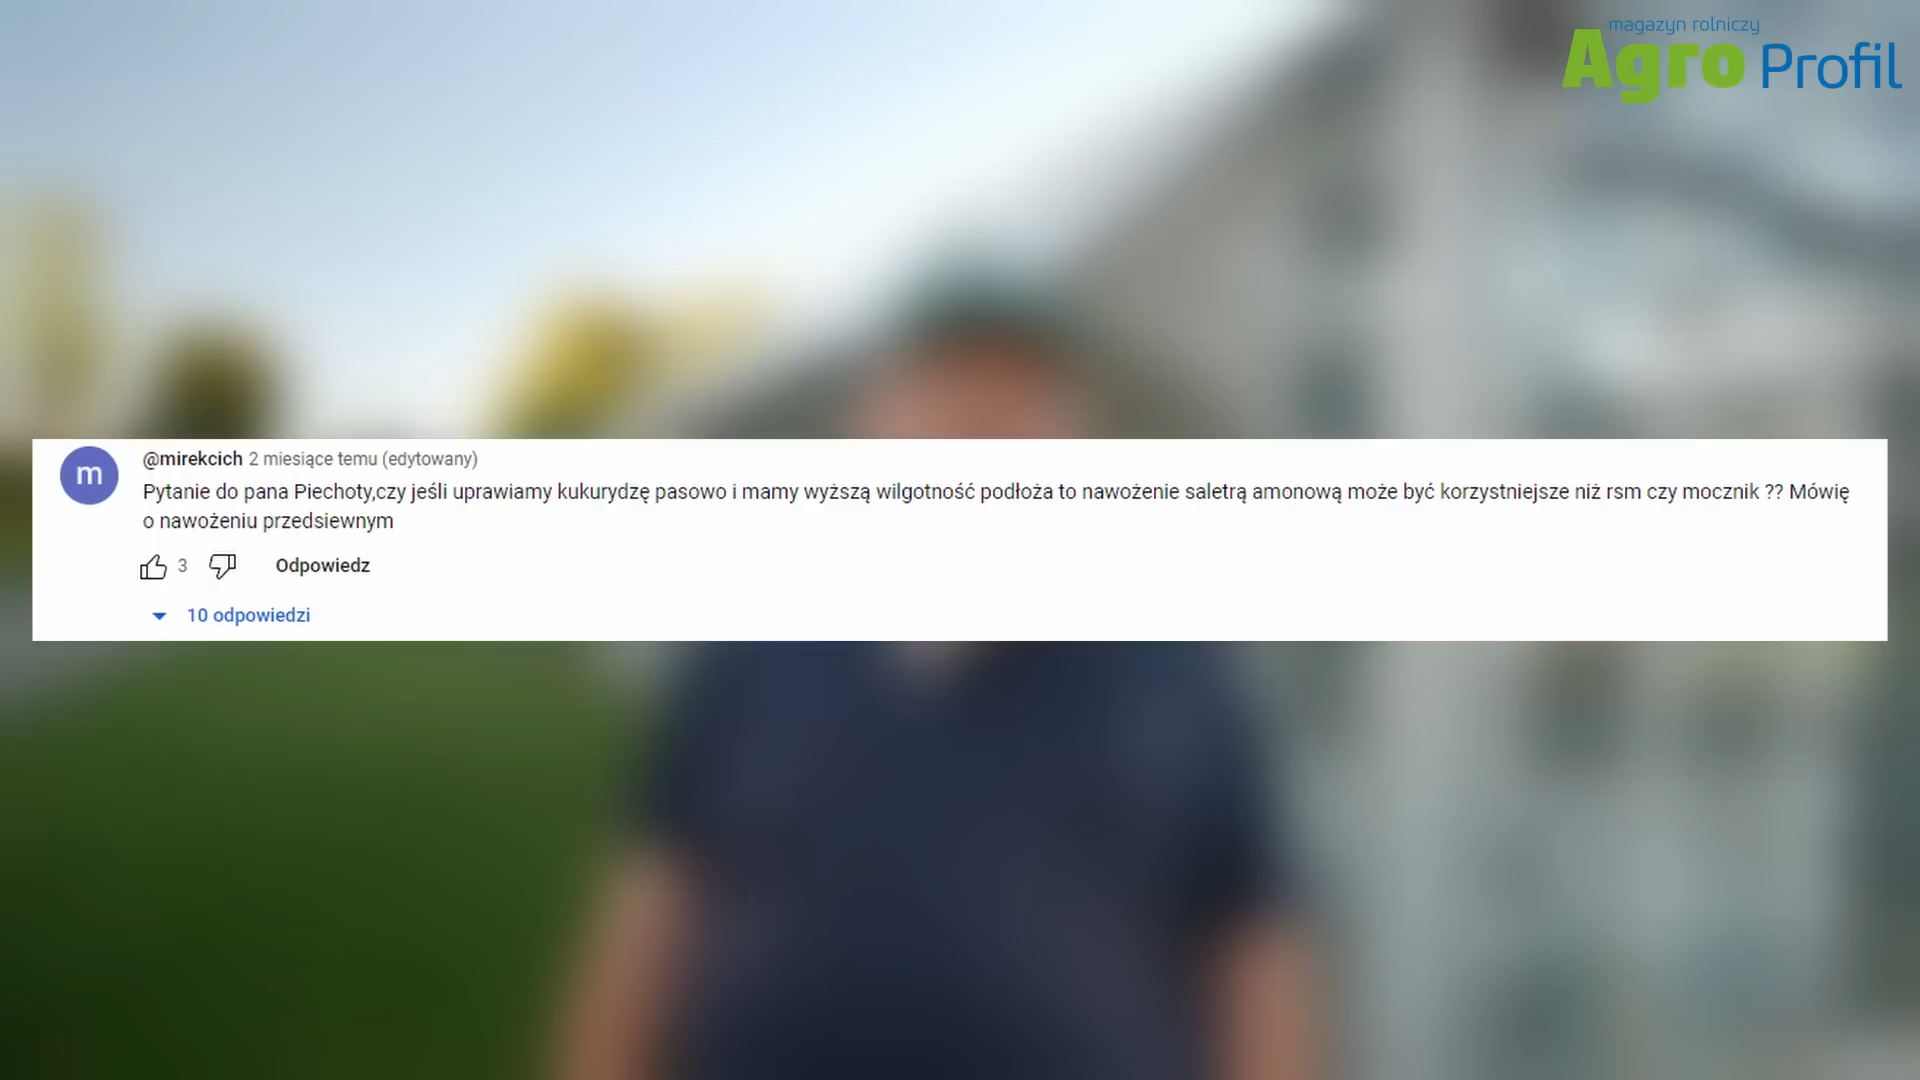 magazyn rolniczy
Agro Profil
m
@mirekcich 2 miesiące temu (edytowany)
Pytanie do pana Piechoty,czy jeśli uprawiamy kukurydzę pasowo i mamy wyższą wilgotność podłoża to nawożenie saletrą amonową może być korzystniejsze niż rsm czy mocznik ?? Mówię
o nawożeniu przedsiewnym
3
Odpowiedz
10 odpowiedzi